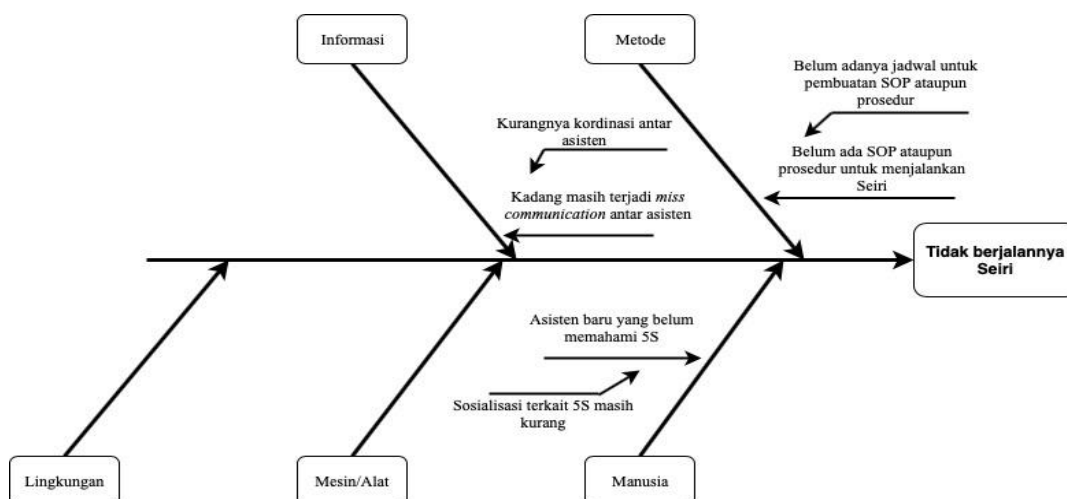 Informasi
Metode
Belum adanya jadwal untuk
pembuatan SOP ataupun
prosedur
Kurangnya kordinasi antar
asisten
Belum ada SOP ataupun
prosedur untuk menjalankan
Seiri
Kadang masih terjadi miss
communication antar asisten
Tidak berjalannya
Seiri
Asisten baru yang belum
memahami 5S
Sosialisasi terkait 5S masih
kurang
Lingkungan
Mesin/Alat
Manusia